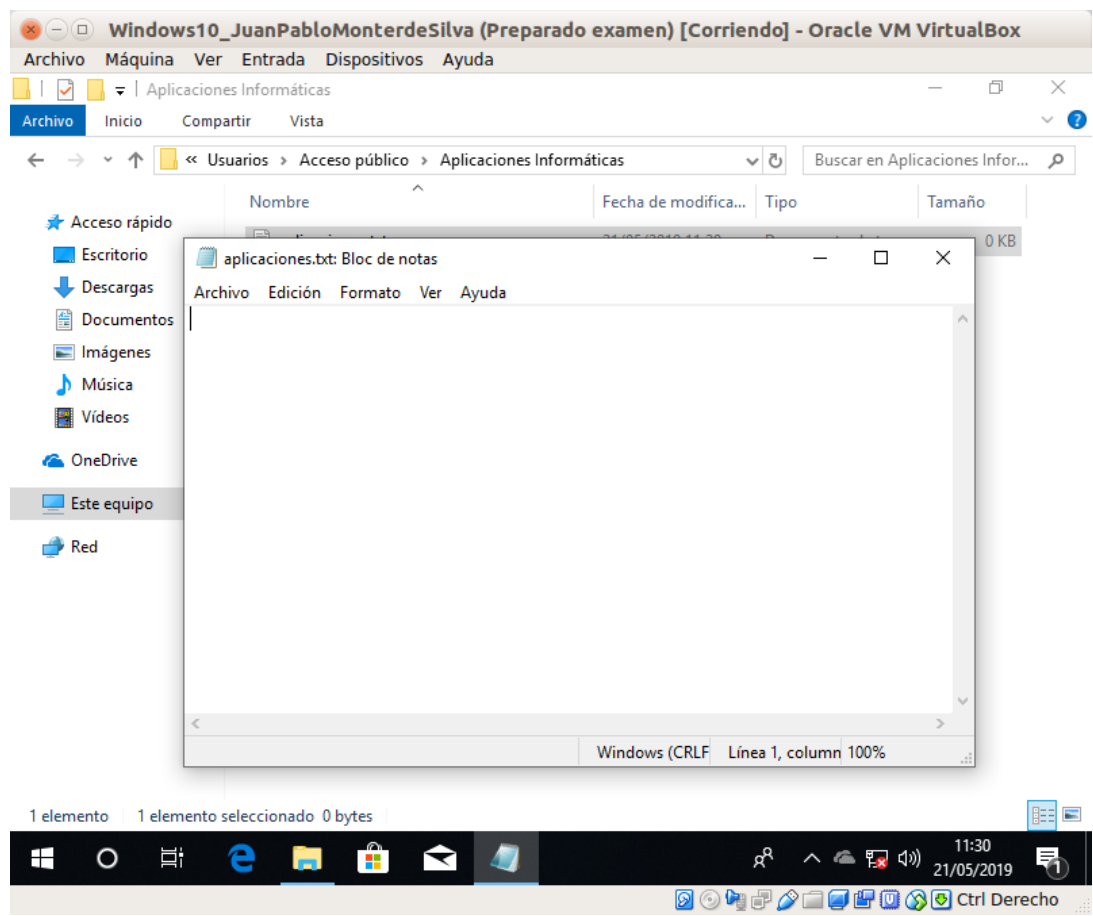 Windows10_JuanPabloMonterdeSilva (Preparado examen) [Corriendo] - Oracle VM VirtualBox
Archivo Máquina Ver Entrada Dispositivos Ayuda
Aplicaciones Informáticas
Archivo Inicio Compartir Vista
« Usuarios > Acceso público > Aplicaciones Informáticas Buscar en Aplicaciones Infor...
Nombre Fecha de modifica... Tipo Tamaño
0 KB
Acceso rápido
Escritorio
Descargas
Documentos
Imágenes
Música
Vídeos
OneDrive
Este equipo
Red
aplicaciones.txt: Bloc de notas
Archivo Edición Formato Ver Ayuda
Windows (CRLF Línea 1, column 100%
1 elemento 1 elemento seleccionado 0 bytes
11:30
21/05/2019
1
Ctrl Derecho